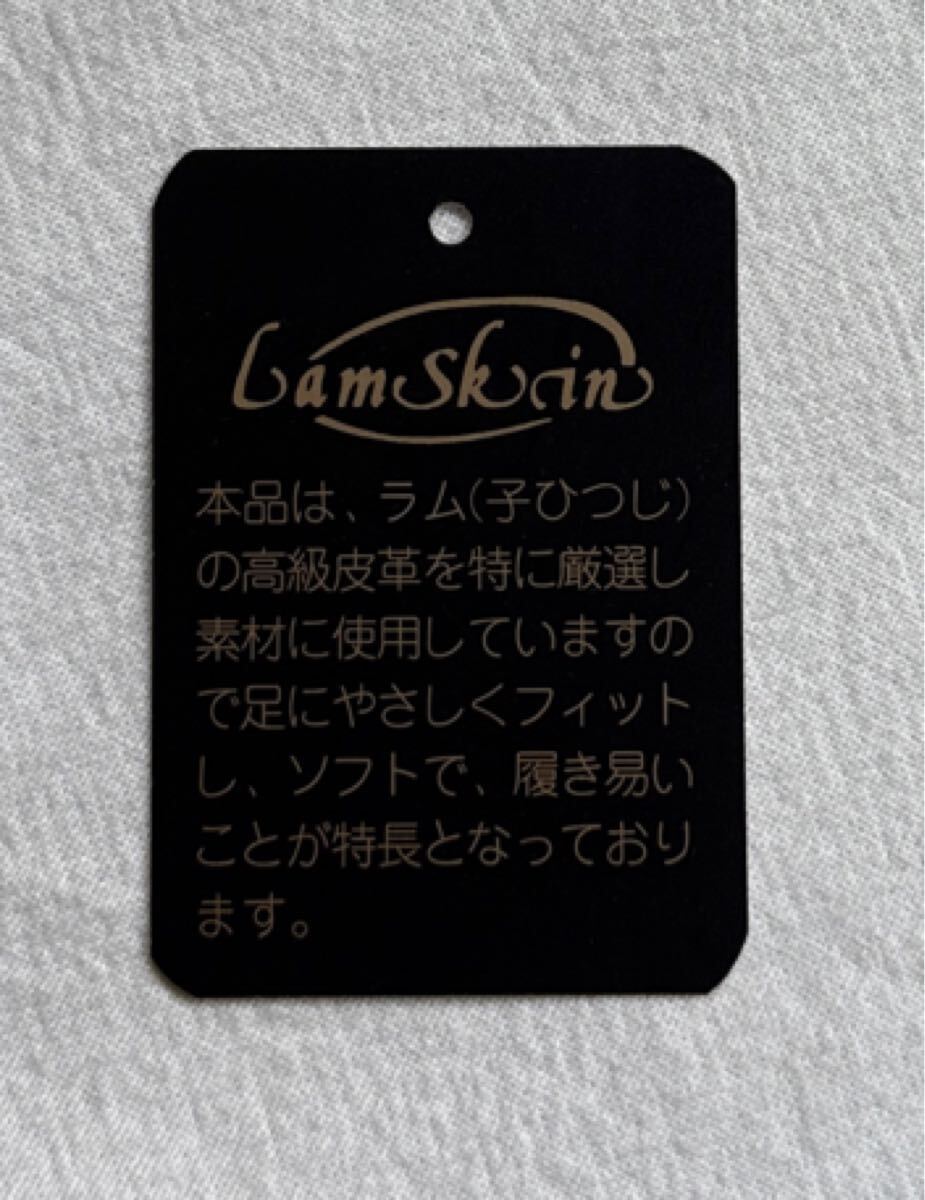 LamSkin
本品は、ラム(子ひつじ)
の高級皮革を特に厳選し
素材に使用していますの
で足にやさしくフィット
し、ソフトで、履き易い
ことが特長となっており
ます。